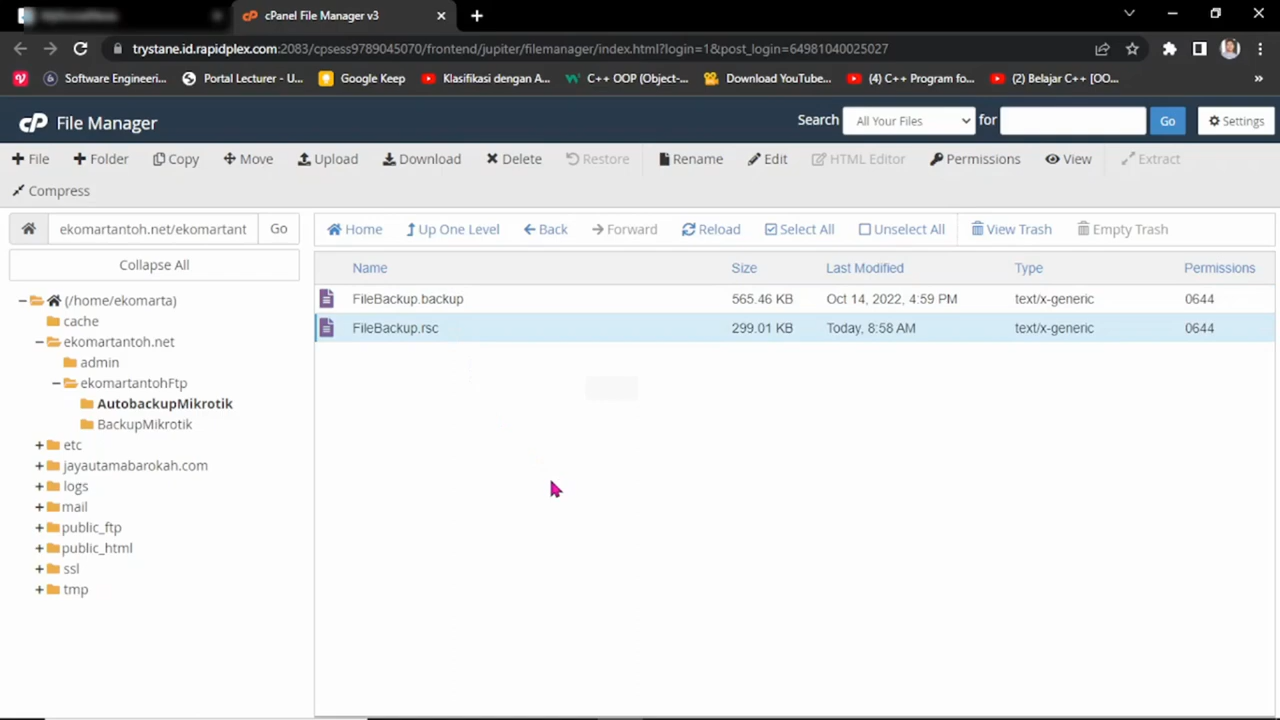 cPanel File Manager v3
trystane.id.rapidplex.com:2083/cpsess9789045070/frontend/jupiter/filemanager/index.html?login=1&post_login=64981040025027
Software Engineeri... Portal Lecturer - U... Google Keep Klasifikasi dengan A... C++ OOP (Object-... Download YouTube... (4) C++ Program fo... (2) Belajar C++ [OO... »
cP File Manager Search All Your Files for Go Settings
File Folder Copy Move Upload Download Delete Restore Rename Edit HTML Editor Permissions View Extract
Compress
ekomartantoh.net/ekomartant Go Home Up One Level Back Forward Reload Select All Unselect All View Trash Empty Trash
Collapse All
Name Size Last Modified Type Permissions
FileBackup.backup 565.46 KB Oct 14, 2022, 4:59 PM text/x-generic 0644
FileBackup.rsc 299.01 KB Today, 8:58 AM text/x-generic 0644
(/home/ekomarta)
cache
ekomartantoh.net
admin
ekomartantohFtp
AutobackupMikrotik
BackupMikrotik
etc
jayautamabarokah.com
logs
mail
public_ftp
public_html
ssl
tmp